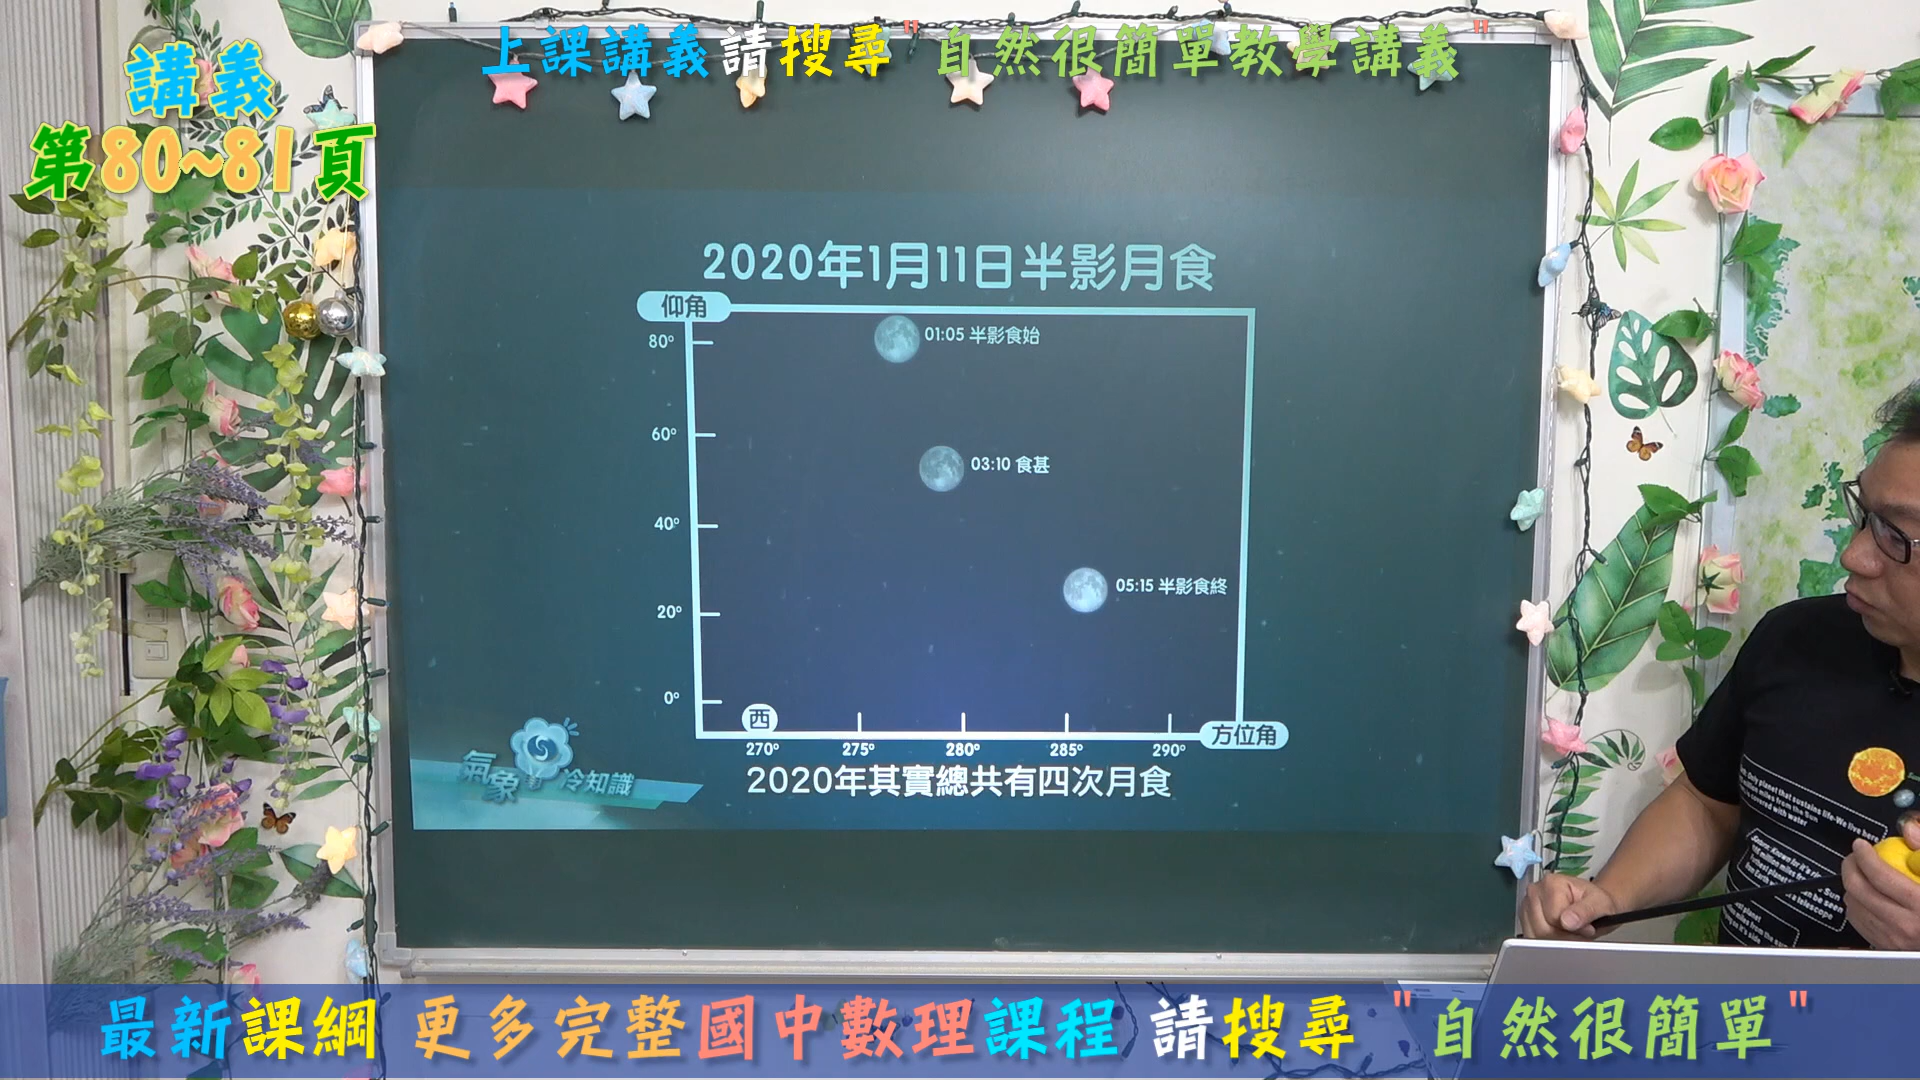 上課講義請搜尋"自然很簡單教學講義"
講義
第80~81頁
2020年1月11日半影月食
仰角
80°
01:05 半影食始
60°
03:10 食甚
40°
05:15 半影食終
20°
0°
西
方位角
270° 275° 280° 285° 290°
氣象冷知識
2020年其實總共有四次月食
最新課綱 更多完整國中數理課程 請搜尋"自然很簡單"